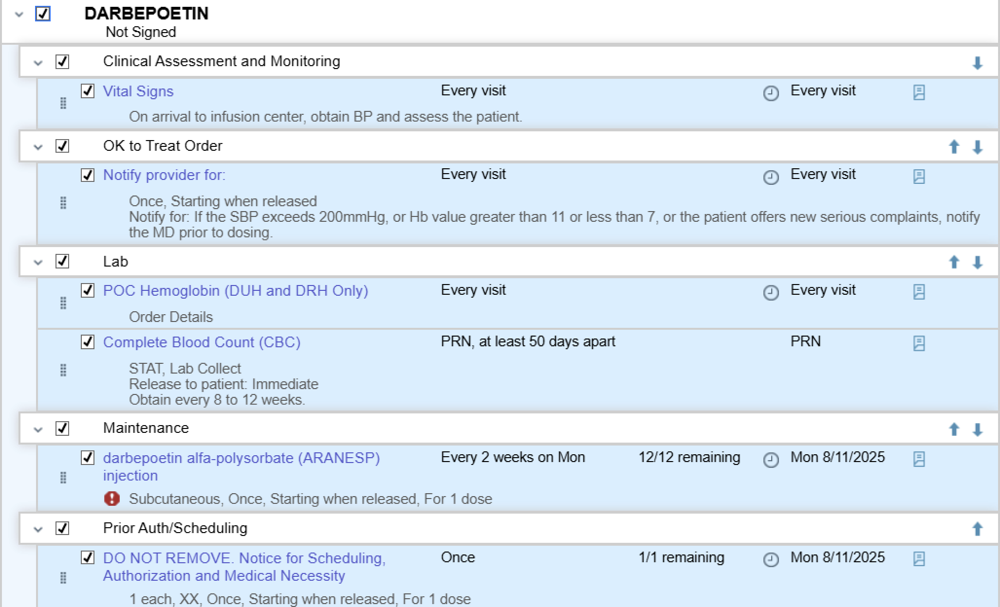 DARBEPOETIN
Not Signed
Clinical Assessment and Monitoring
Vital Signs Every visit Every visit
On arrival to infusion center, obtain BP and assess the patient.
OK to Treat Order
Notify provider for: Every visit Every visit
Once, Starting when released
Notify for: If the SBP exceeds 200mmHg, or Hb value greater than 11 or less than 7, or the patient offers new serious complaints, notify
the MD prior to dosing.
Lab
POC Hemoglobin (DUH and DRH Only) Every visit Every visit
Order Details
Complete Blood Count (CBC) PRN, at least 50 days apart PRN
STAT, Lab Collect
Release to patient: Immediate
Obtain every 8 to 12 weeks.
Maintenance
darbepoetin alfa-polysorbate (ARANESP) Every 2 weeks on Mon 12/12 remaining Mon 8/11/2025
injection
Subcutaneous, Once, Starting when released, For 1 dose
Prior Auth/Scheduling
DO NOT REMOVE. Notice for Scheduling, Once 1/1 remaining Mon 8/11/2025
Authorization and Medical Necessity
1 each, XX, Once, Starting when released, For 1 dose